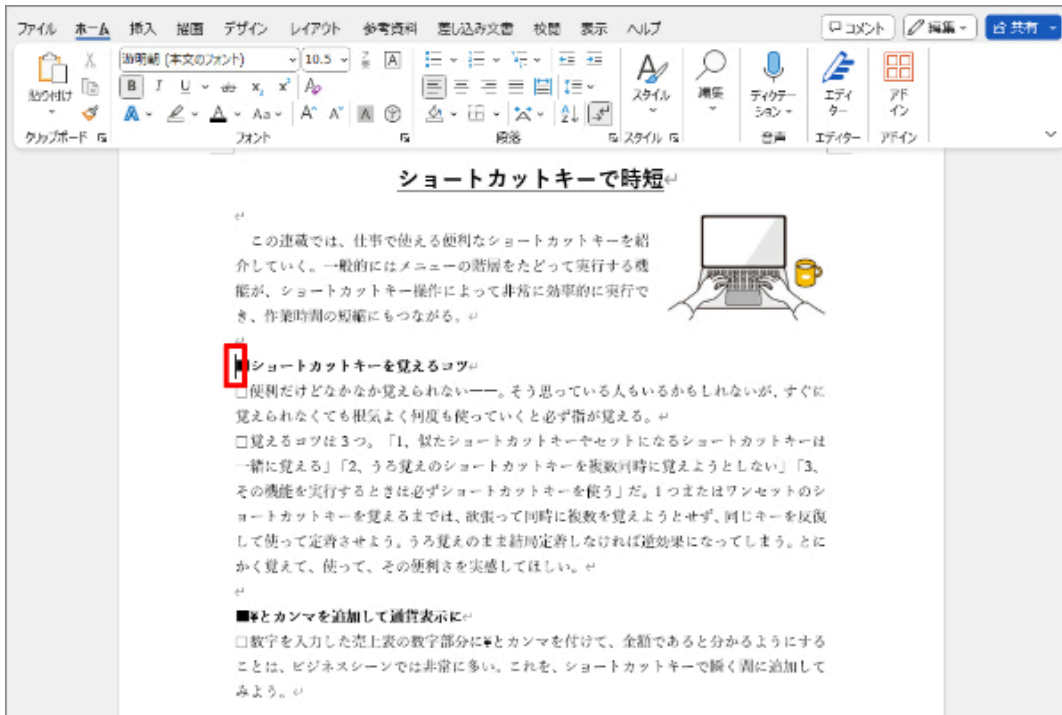 ファイル ホーム 挿入 描画 デザイン レイアウト 参考資料 差し込み文書 校閲 表示 ヘルプ コメント 編集 共有
貼り付け 游明朝 (本文のフォント) 10.5 スタイル 編集 ディクテーション エディター アドイン
クリップボード フォント 段落 スタイル 音声 エディター アドイン
ショートカットキーで時短↵
↵
この連載では、仕事で使える便利なショートカットキーを紹
介していく。一般的にはメニューの階層をたどって実行する機
能が、ショートカットキー操作によって非常に効率的に実行で
き、作業時間の短縮にもつながる。↵
↵
■ショートカットキーを覚えるコツ↵
□便利だけどなかなか覚えられない――。そう思っている人もいるかもしれないが、すぐに
覚えられなくても根気よく何度も使っていくと必ず指が覚える。↵
□覚えるコツは3つ。「1、似たショートカットキーやセットになるショートカットキーは
一緒に覚える」「2、うろ覚えのショートカットキーを複数同時に覚えようとしない」「3、
その機能を実行するときは必ずショートカットキーを使う」だ。1つまたはワンセットのシ
ョートカットキーを覚えるまでは、欲張って同時に複数を覚えようとせず、同じキーを反復
して使って定着させよう。うろ覚えのまま結局定着しなければ逆効果になってしまう。とに
かく覚えて、使って、その便利さを実感してほしい。↵
↵
■¥とカンマを追加して通貨表示に↵
□数字を入力した売上表の数字部分に¥とカンマを付けて、金額であると分かるようにする
ことは、ビジネスシーンでは非常に多い。これを、ショートカットキーで瞬く間に追加して
みよう。↵